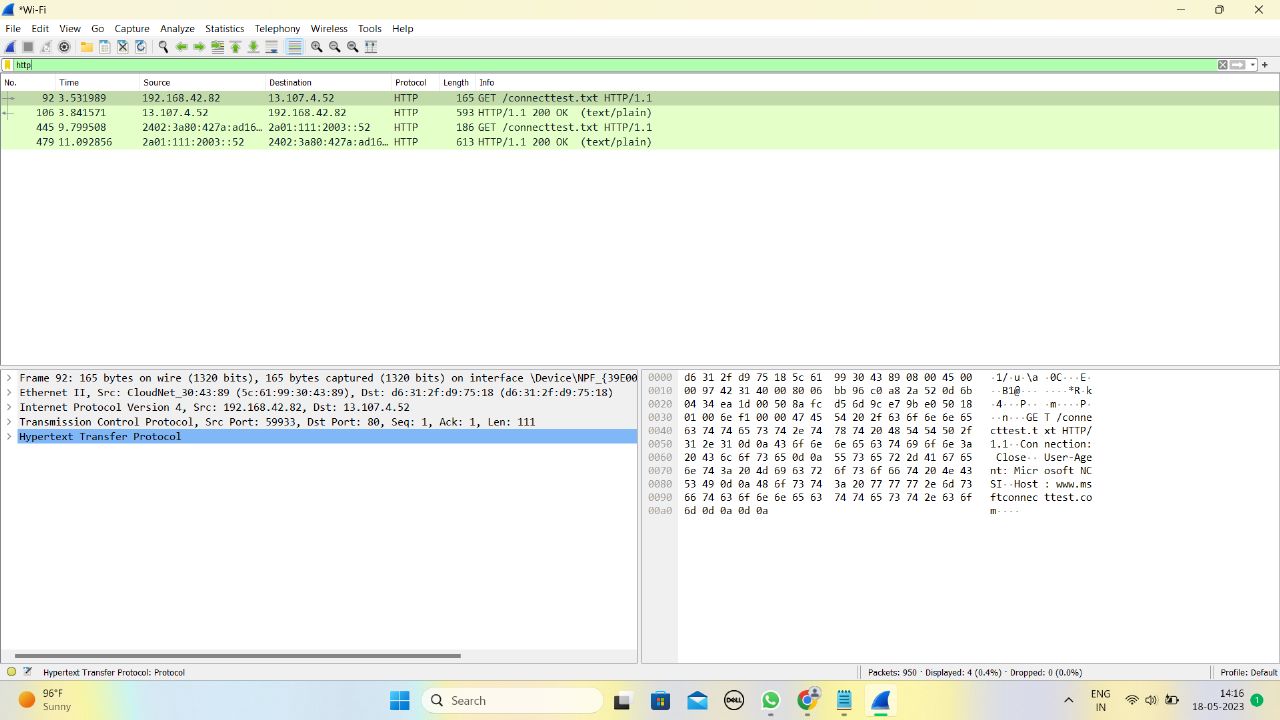 *Wi-Fi
File Edit View Go Capture Analyze Statistics Telephony Wireless Tools Help
http
No. Time Source Destination Protocol Length Info
92 3.531989 192.168.42.82 13.107.4.52 HTTP 165 GET /connecttest.txt HTTP/1.1
106 3.841571 13.107.4.52 192.168.42.82 HTTP 593 HTTP/1.1 200 OK (text/plain)
445 9.799508 2402:3a80:427a:ad16… 2a01:111:2003::52 HTTP 186 GET /connecttest.txt HTTP/1.1
479 11.092856 2a01:111:2003::52 2402:3a80:427a:ad16… HTTP 613 HTTP/1.1 200 OK (text/plain)
Frame 92: 165 bytes on wire (1320 bits), 165 bytes captured (1320 bits) on interface \Device\NPF_{39E00
Ethernet II, Src: CloudNet_30:43:89 (5c:61:99:30:43:89), Dst: d6:31:2f:d9:75:18 (d6:31:2f:d9:75:18)
Internet Protocol Version 4, Src: 192.168.42.82, Dst: 13.107.4.52
Transmission Control Protocol, Src Port: 59933, Dst Port: 80, Seq: 1, Ack: 1, Len: 111
Hypertext Transfer Protocol
0000 d6 31 2f d9 75 18 5c 61 99 30 43 89 08 00 45 00 ·1/·u·\a ·0C···E·
0010 00 97 42 31 40 00 80 06 bb 96 c0 a8 2a 52 0d 6b ··B1@··· ····*R·k
0020 04 34 ea 1d 00 50 8a fc d5 6d 9c e7 9b e0 50 18 ·4···P·· ·m····P·
0030 01 00 6e f1 00 00 47 45 54 20 2f 63 6f 6e 6e 65 ··n···GE T /conne
0040 63 74 74 65 73 74 2e 74 78 74 20 48 54 54 50 2f cttest.t xt HTTP/
0050 31 2e 31 0d 0a 43 6f 6e 6e 65 63 74 69 6f 6e 3a 1.1··Con nection:
0060 20 43 6c 6f 73 65 0d 0a 55 73 65 72 2d 41 67 65 Close·· User-Age
0070 6e 74 3a 20 4d 69 63 72 6f 73 6f 66 74 20 4e 43 nt: Micr osoft NC
0080 53 49 0d 0a 48 6f 73 74 3a 20 77 77 77 2e 6d 73 SI··Host : www.ms
0090 66 74 63 6f 6e 6e 65 63 74 74 65 73 74 2e 63 6f ftconnec ttest.co
00a0 6d 0d 0a 0d 0a m····
Hypertext Transfer Protocol: Protocol
Packets: 950 · Displayed: 4 (0.4%) · Dropped: 0 (0.0%)
Profile: Default
96°F
Sunny
Search
DELL
ENG
IN
14:16
18-05-2023
1